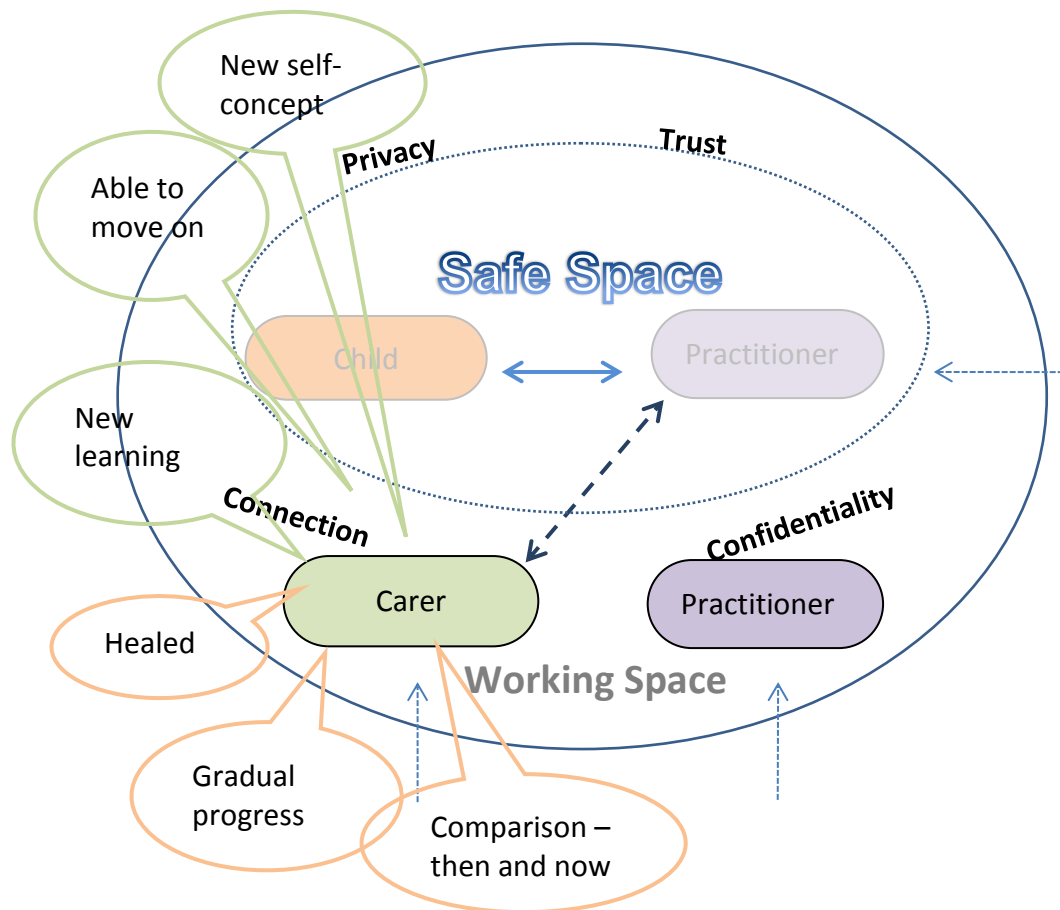 New self-
concept
Privacy
Trust
Able to
move on
Safe Space
Child
Practitioner
New
learning
Connection
Confidentiality
Carer
Practitioner
Healed
Working Space
Gradual
progress
Comparison –
then and now